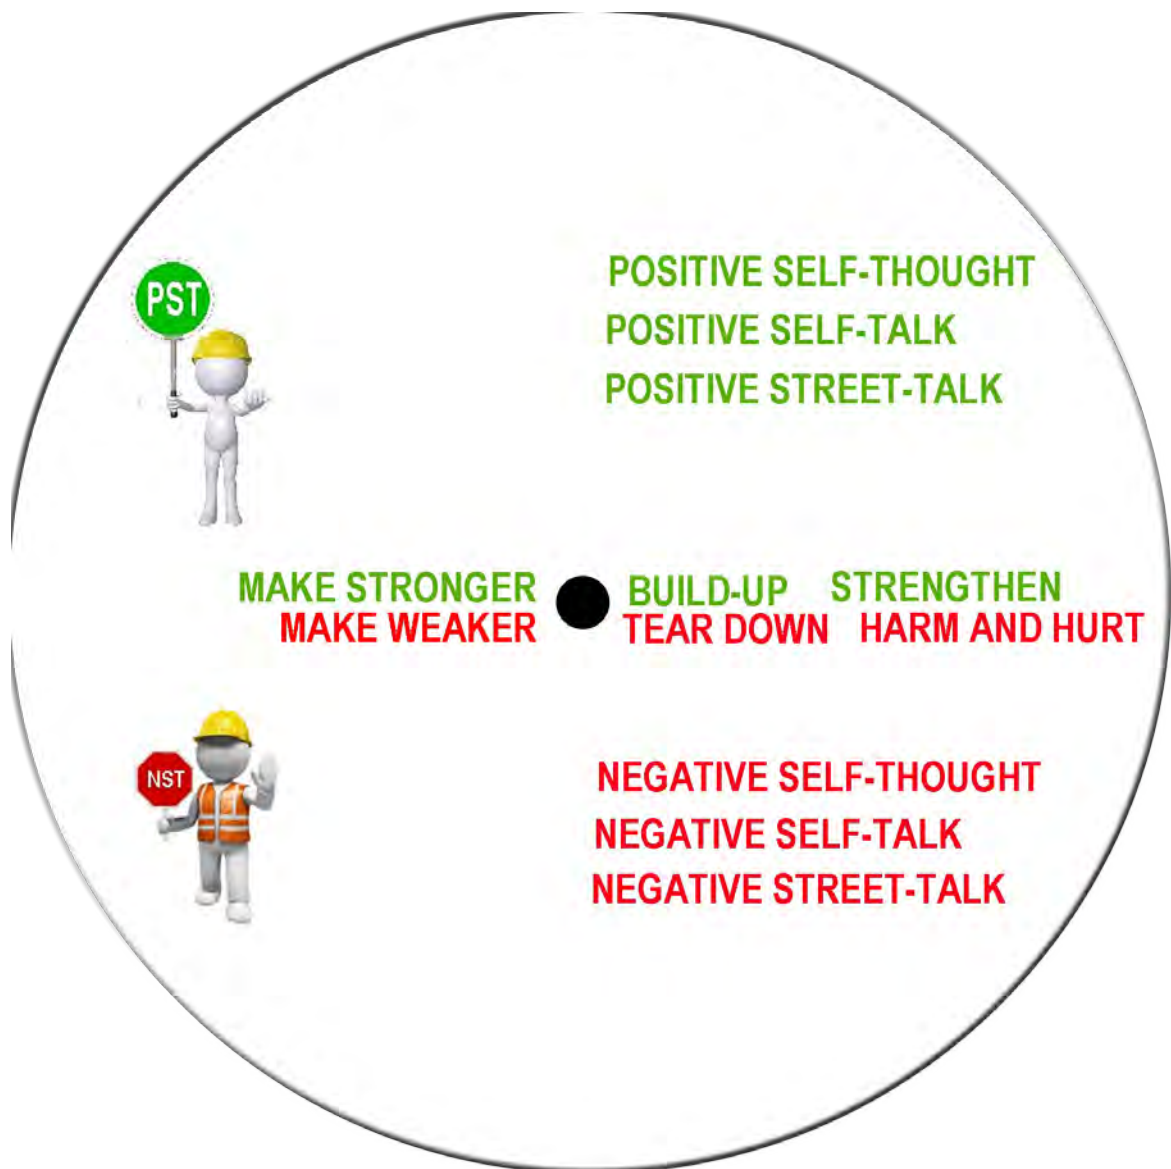 PST
POSITIVE SELF-THOUGHT
POSITIVE SELF-TALK
POSITIVE STREET-TALK
MAKE STRONGER BUILD-UP STRENGTHEN
MAKE WEAKER TEAR DOWN HARM AND HURT
NST
NEGATIVE SELF-THOUGHT
NEGATIVE SELF-TALK
NEGATIVE STREET-TALK